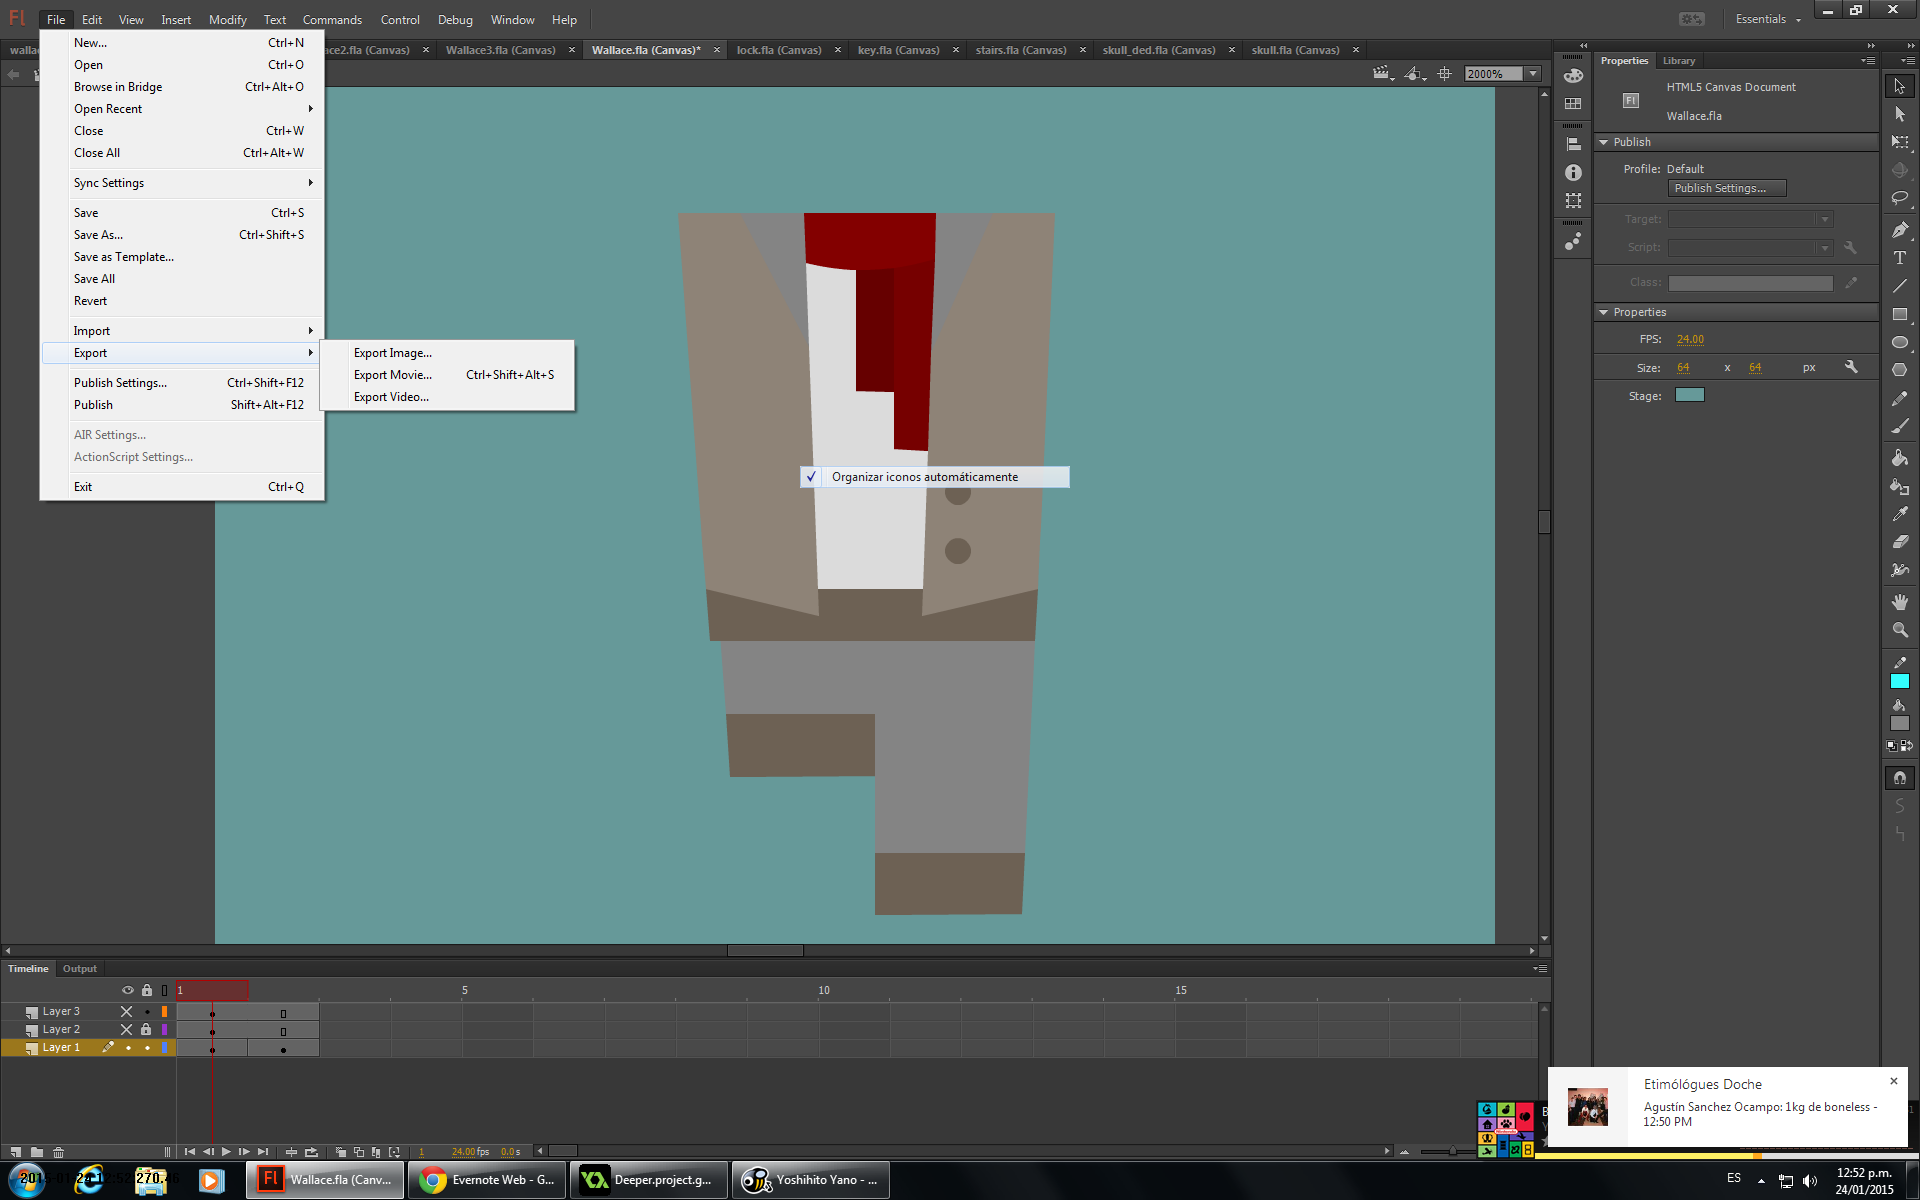 Fl File Edit View Insert Modify Text Commands Control Debug Window Help Essentials
walla ace2.fla (Canvas) × Wallace3.fla (Canvas) × Wallace.fla (Canvas)* × lock.fla (Canvas) × key.fla (Canvas) × stairs.fla (Canvas) × skull_ded.fla (Canvas) × skull.fla (Canvas) ×
2000%
New... Ctrl+N
Open Ctrl+O
Browse in Bridge Ctrl+Alt+O
Open Recent
Close Ctrl+W
Close All Ctrl+Alt+W
Sync Settings
Save Ctrl+S
Save As... Ctrl+Shift+S
Save as Template...
Save All
Revert
Import
Export
Publish Settings... Ctrl+Shift+F12
Publish Shift+Alt+F12
AIR Settings...
ActionScript Settings...
Exit Ctrl+Q
Export Image...
Export Movie... Ctrl+Shift+Alt+S
Export Video...
Organizar iconos automáticamente
Properties Library
HTML5 Canvas Document
Fl
Wallace.fla
Publish
Profile: Default
Publish Settings...
Target:
Script:
Class:
Properties
FPS: 24.00
Size: 64 x 64 px
Stage:
Timeline Output
1 5 10 15
Layer 3
Layer 2
Layer 1
1 24.00 fps 0.0 s
Etimólógues Doche
Agustín Sanchez Ocampo: 1kg de boneless -
12:50 PM
Fl Wallace.fla (Canv...
Evernote Web - G...
Deeper.project.g...
Yoshihito Yano - ...
ES
12:52 p.m.
24/01/2015